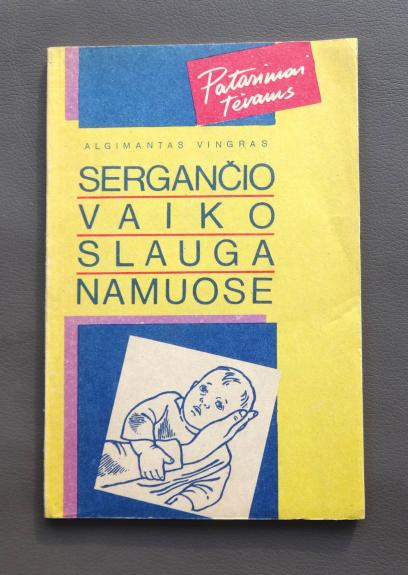 Patarimai
tėvams
ALGIMANTAS VINGRAS
SERGANČIO
VAIKO
SLAUGA
NAMUOSE